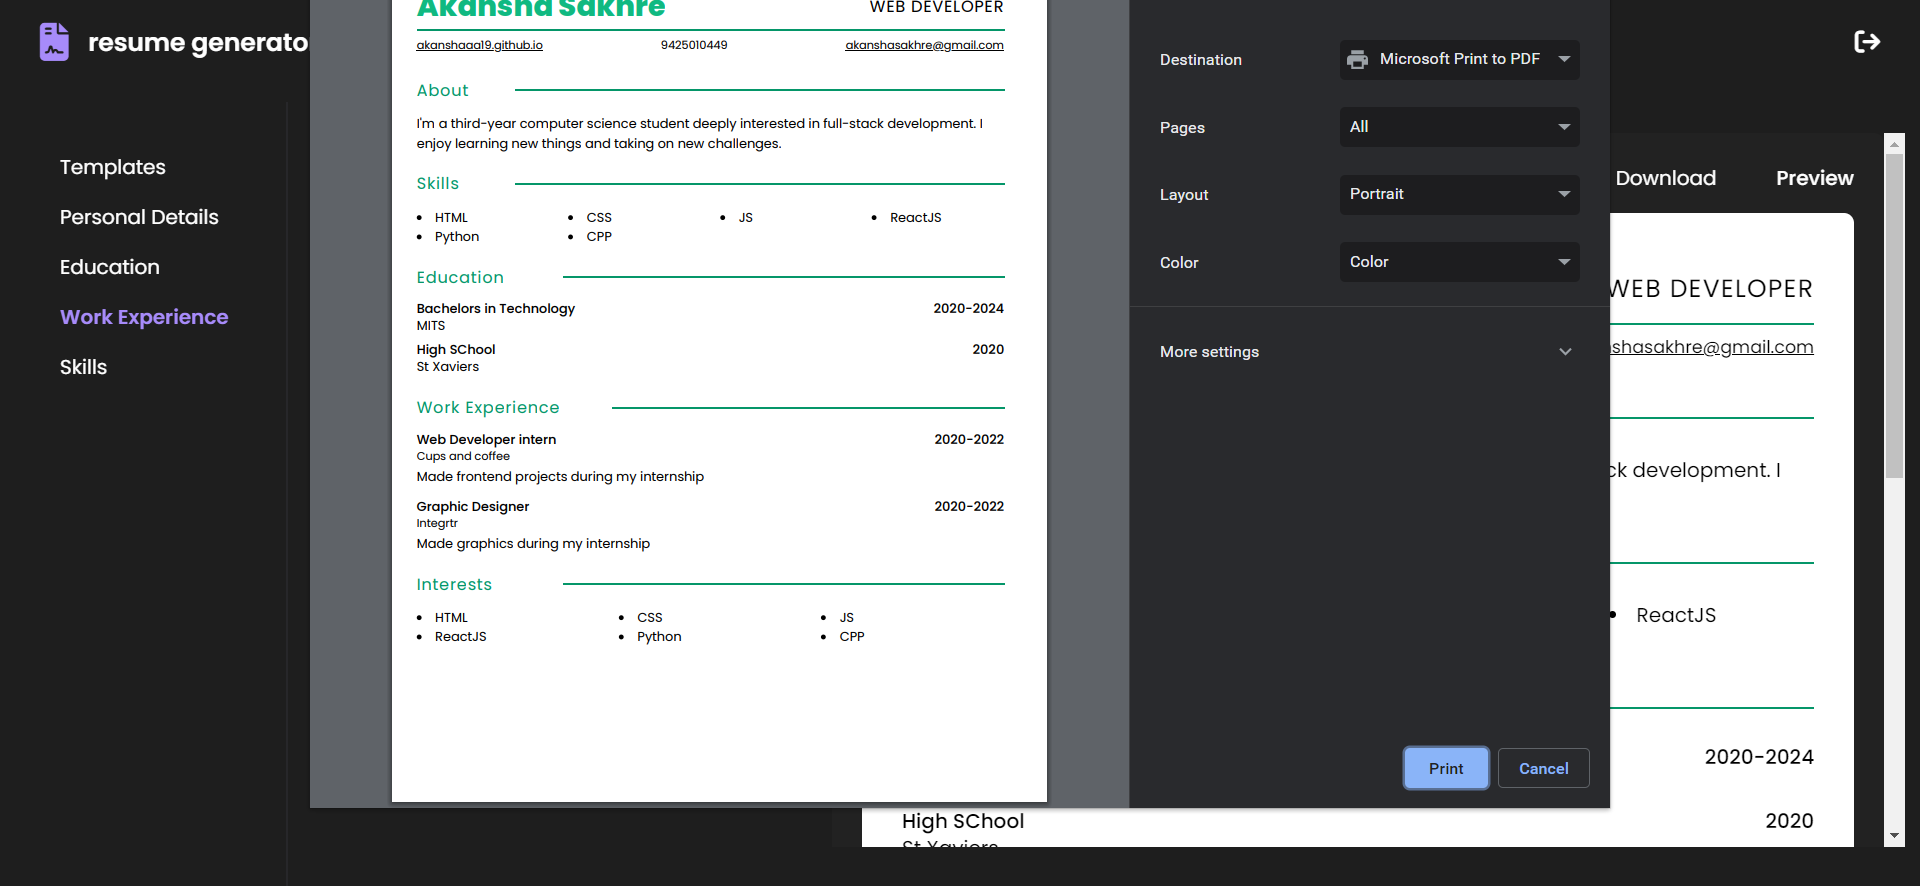 resume generato
Templates
Personal Details
Education
Work Experience
Skills
Akansha Sakhre
WEB DEVELOPER
akanshaaa19.github.io
9425010449
akanshasakhre@gmail.com
About
I'm a third-year computer science student deeply interested in full-stack development. I
enjoy learning new things and taking on new challenges.
Skills
• HTML • CSS • JS • ReactJS
• Python • CPP
Education
Bachelors in Technology 2020-2024
MITS
High SChool 2020
St Xaviers
Work Experience
Web Developer intern 2020-2022
Cups and coffee
Made frontend projects during my internship
Graphic Designer 2020-2022
Integrtr
Made graphics during my internship
Interests
• HTML • CSS • JS
• ReactJS • Python • CPP
Destination Microsoft Print to PDF
Pages All
Layout Portrait
Color Color
More settings
Print Cancel
Download Preview
WEB DEVELOPER
shasakhre@gmail.com
ck development. I
• ReactJS
2020-2024
High SChool 2020
St Xaviers